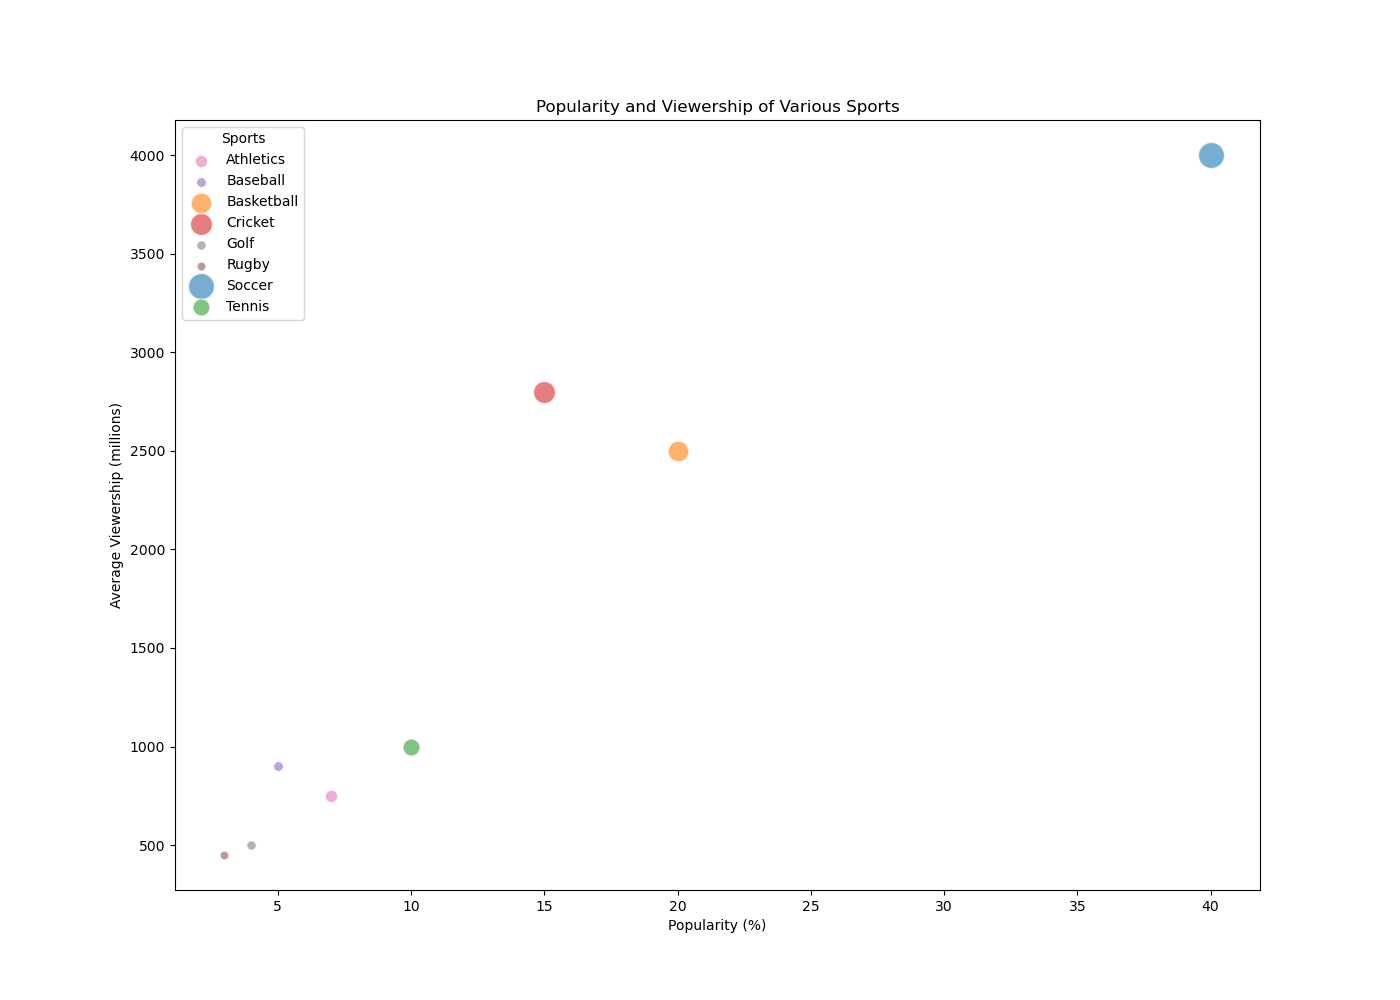 Popularity and Viewership of Various Sports
Sports
Athletics
Baseball
Basketball
Cricket
Golf
Rugby
Soccer
Tennis
Average Viewership (millions)
4000
3500
3000
2500
2000
1500
1000
500
5 10 15 20 25 30 35 40
Popularity (%)